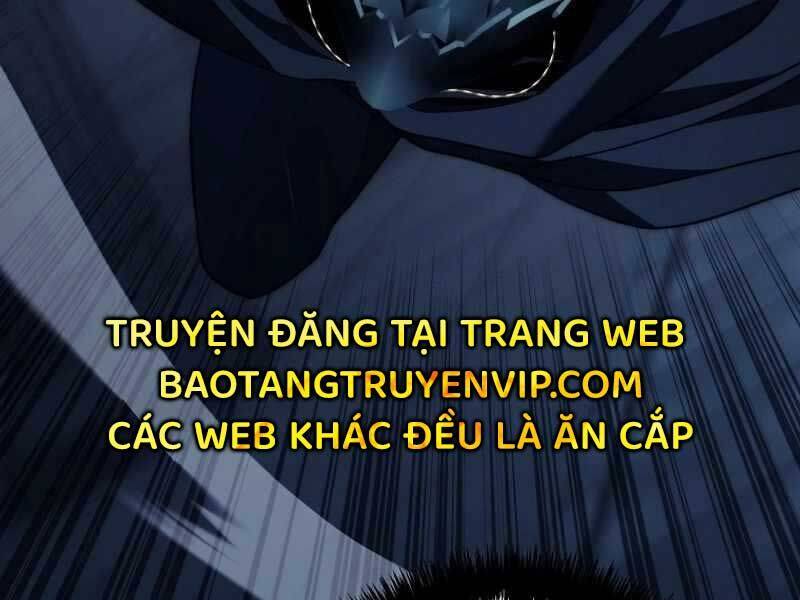 TRUYỆN ĐĂNG TẠI TRANG WEB
BAOTANGTRUYENVIP.COM
CÁC WEB KHÁC ĐỀU LÀ ĂN CẮP